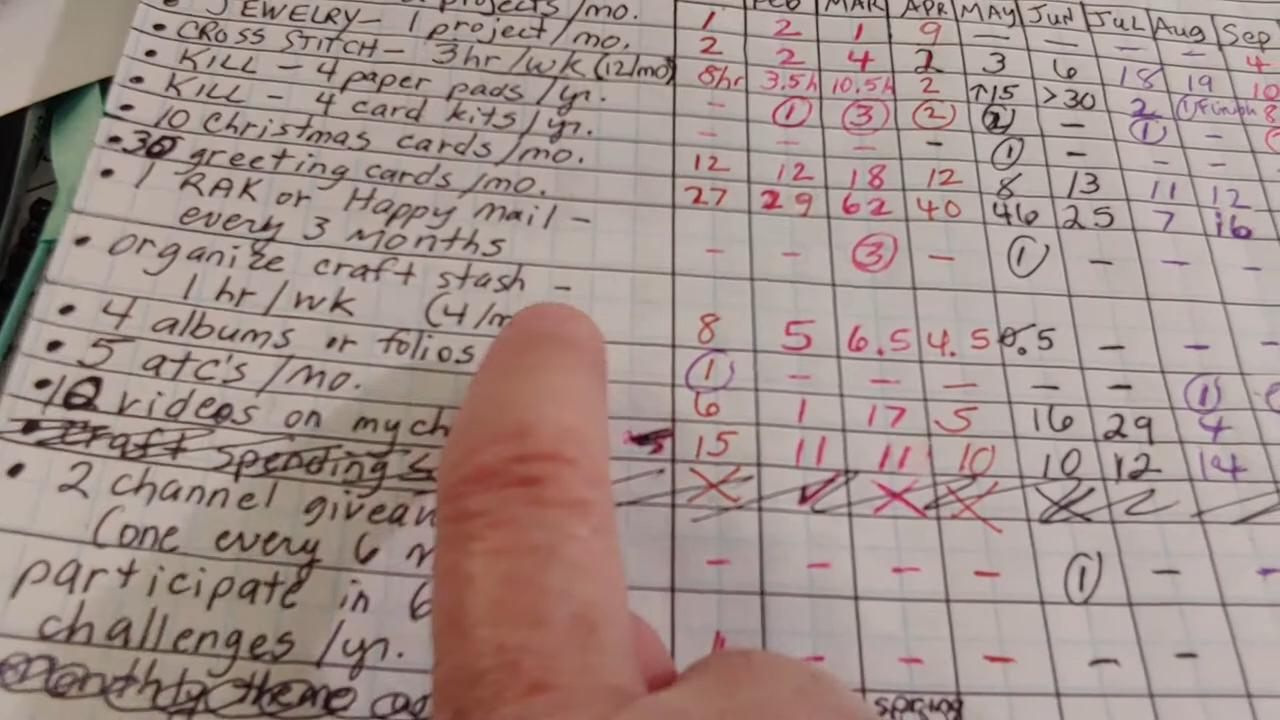 projects/mo.
FEB MAR APR MAY Jun Jul Aug Sep
• JEWELRY - 1 project/mo. 1 2 1 9 — — — —
• CROSS STITCH - 3hr/wk (12/mo) 2 2 4 2 3 6 18 19
• KILL - 4 paper pads/yr. 8hr 3.5h 10.5h 2 ↑15 >30 2
• KILL - 4 card kits/yr. - ① ③ ② - ①  -
• 10 Christmas cards/mo. - - - - ① - - -
• 30 greeting cards/mo. 12 12 18 12 8 13 11 12
• 1 RAK or Happy mail - 27 29 62 40 46 25 7 16
every 3 Months - - ③ - ① - - -
• organize craft stash -
1 hr/wk (4/m 8 5 6.5 4.5 .5 - - -
• 4 albums or folios ① - - - - - ①
• 5 atc's/mo. 6 1 17 5 16 29 4
• 10 videos on my ch 15 11 11 10 10 12 14
• craft spending
• 2 channel giveaw
(one every 6 m - - - - ① - -
participate in 6
challenges/yr. - - - - -
monthly theme